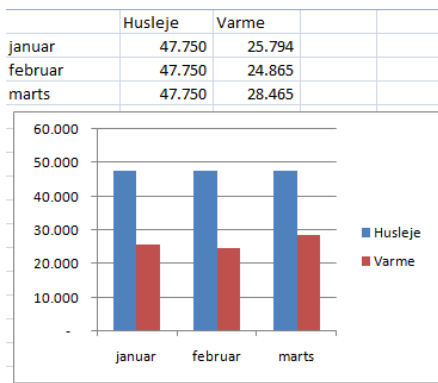 Husleje Varme
januar 47.750 25.794
februar 47.750 24.865
marts 47.750 28.465
60.000
50.000
40.000
30.000
20.000
10.000
-
januar februar marts
Husleje
Varme